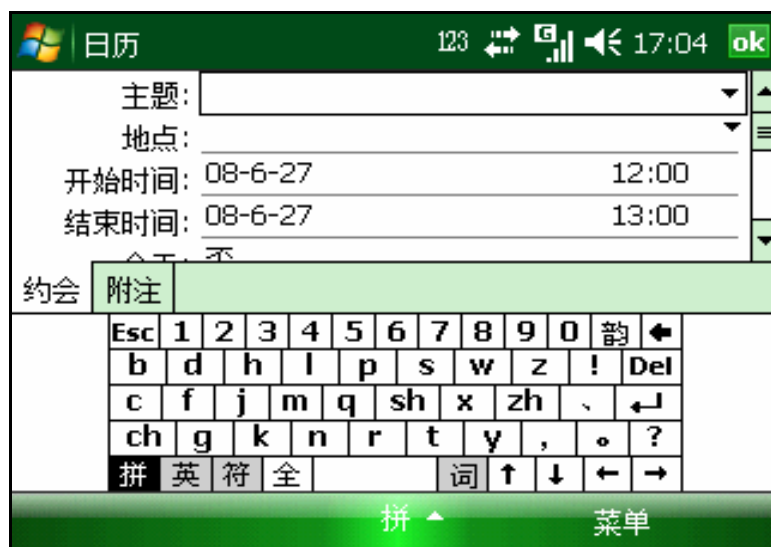 日历 123 G 17:04 ok
主题:
地点:
开始时间: 08-6-27 12:00
结束时间: 08-6-27 13:00
约会 附注
Esc 1 2 3 4 5 6 7 8 9 0 韵
b d h l p s w z ! Del
c f j m q sh x zh 、
ch g k n r t y , 。 ?
拼 英 符 全 词 ↑ ↓ ← →
拼 菜单